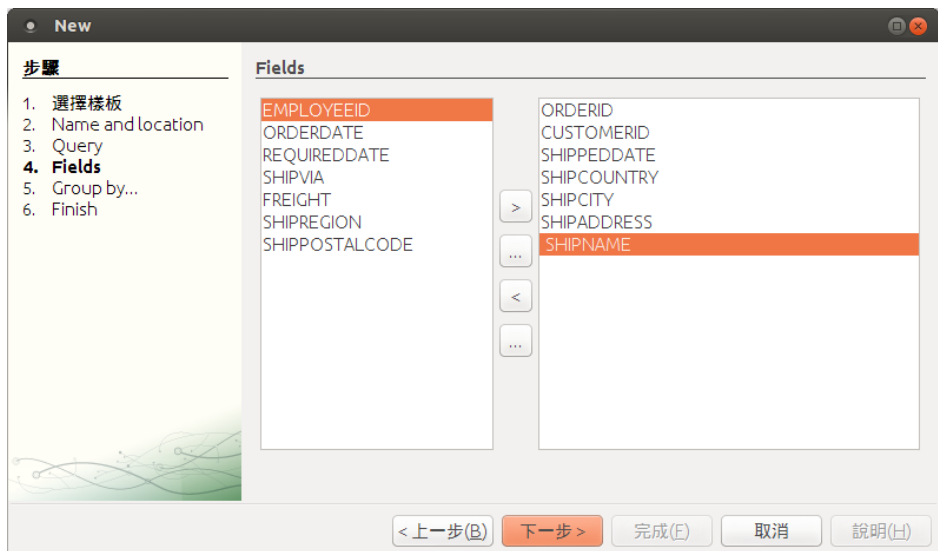 New
步驟
1. 選擇樣板
2. Name and location
3. Query
4. Fields
5. Group by...
6. Finish
Fields
EMPLOYEEID
ORDERDATE
REQUIREDDATE
SHIPVIA
FREIGHT
SHIPREGION
SHIPPOSTALCODE
>
...
<
...
ORDERID
CUSTOMERID
SHIPPEDDATE
SHIPCOUNTRY
SHIPCITY
SHIPADDRESS
SHIPNAME
< 上一步(B) 下一步 > 完成(F) 取消 說明(H)